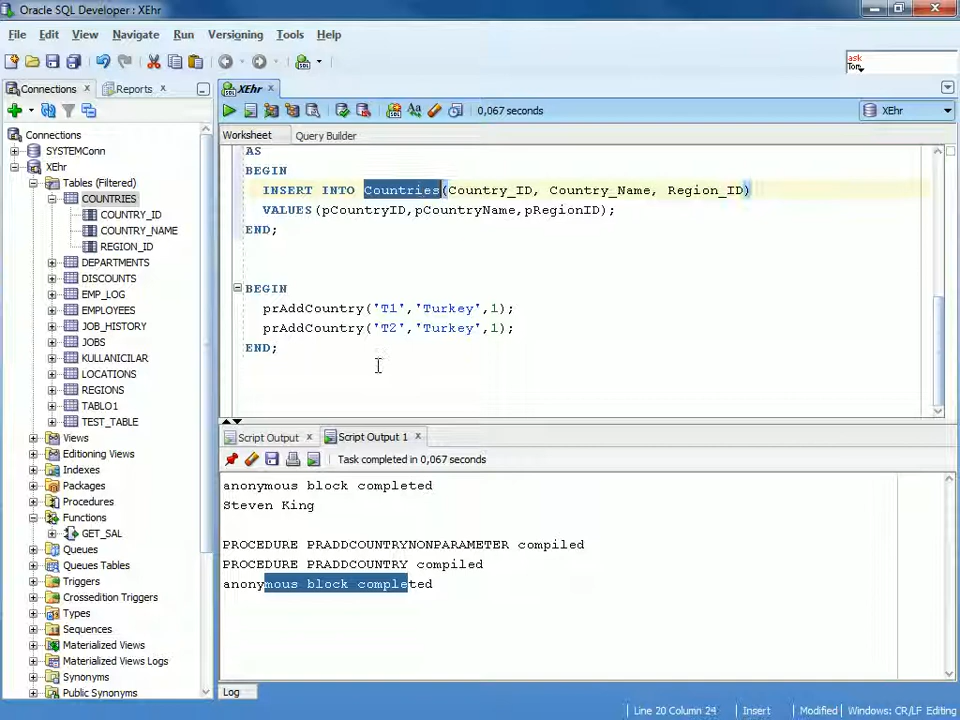 Oracle SQL Developer : XEhr
File Edit View Navigate Run Versioning Tools Help
ask
Tom
Connections Reports XEhr
0,067 seconds XEhr
Worksheet Query Builder
Connections
SYSTEMConn
XEhr
Tables (Filtered)
COUNTRIES
COUNTRY_ID
COUNTRY_NAME
REGION_ID
DEPARTMENTS
DISCOUNTS
EMP_LOG
EMPLOYEES
JOB_HISTORY
JOBS
KULLANICILAR
LOCATIONS
REGIONS
TABLO1
TEST_TABLE
Views
Editioning Views
Indexes
Packages
Procedures
Functions
GET_SAL
Queues
Queues Tables
Triggers
Crossedition Triggers
Types
Sequences
Materialized Views
Materialized Views Logs
Synonyms
Public Synonyms
AS
BEGIN
INSERT INTO Countries(Country_ID, Country_Name, Region_ID)
VALUES(pCountryID,pCountryName,pRegionID);
END;
BEGIN
prAddCountry('T1','Turkey',1);
prAddCountry('T2','Turkey',1);
END;
Script Output Script Output 1
Task completed in 0,067 seconds
anonymous block completed
Steven King
PROCEDURE PRADDCOUNTRYNONPARAMETER compiled
PROCEDURE PRADDCOUNTRY compiled
anonymous block completed
Log
Line 20 Column 24 Insert Modified Windows: CR/LF Editing